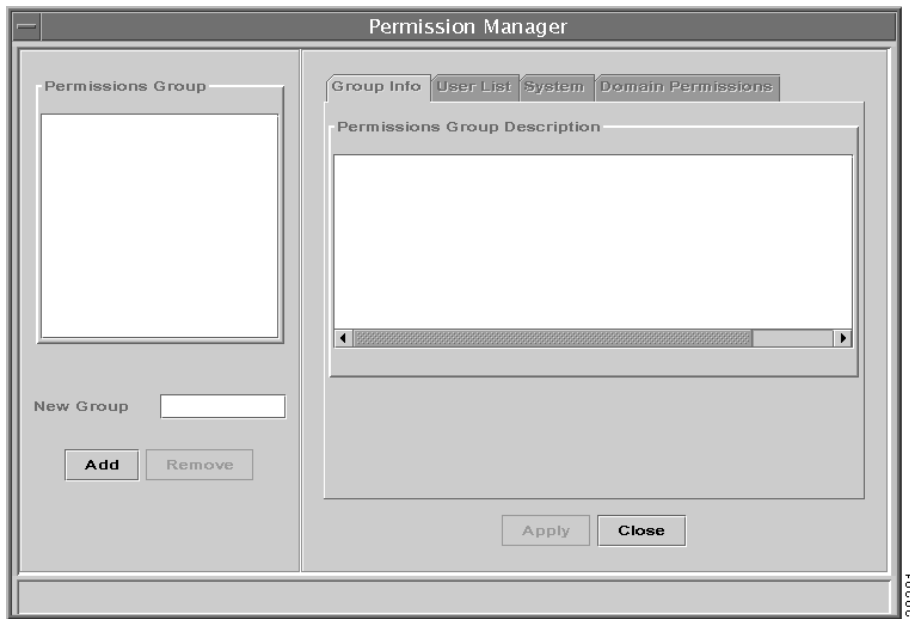 Permission Manager
Permissions Group
Group Info
User List
System
Domain Permissions
Permissions Group Description
New Group
Add
Remove
Apply
Close